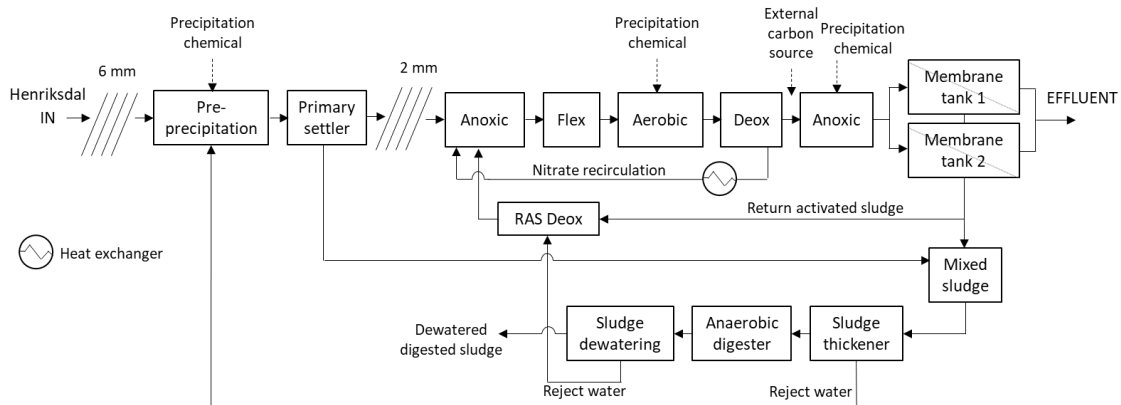 Precipitation
chemical
6 mm
Henriksdal
IN
Pre-
precipitation
Primary
settler
2 mm
Anoxic
Flex
Precipitation
chemical
Aerobic
Deox
External
carbon
source
Precipitation
chemical
Anoxic
Membrane
tank 1
Membrane
tank 2
EFFLUENT
Nitrate recirculation
RAS Deox
Return activated sludge
Heat exchanger
Mixed
sludge
Dewatered
digested sludge
Sludge
dewatering
Anaerobic
digester
Sludge
thickener
Reject water
Reject water